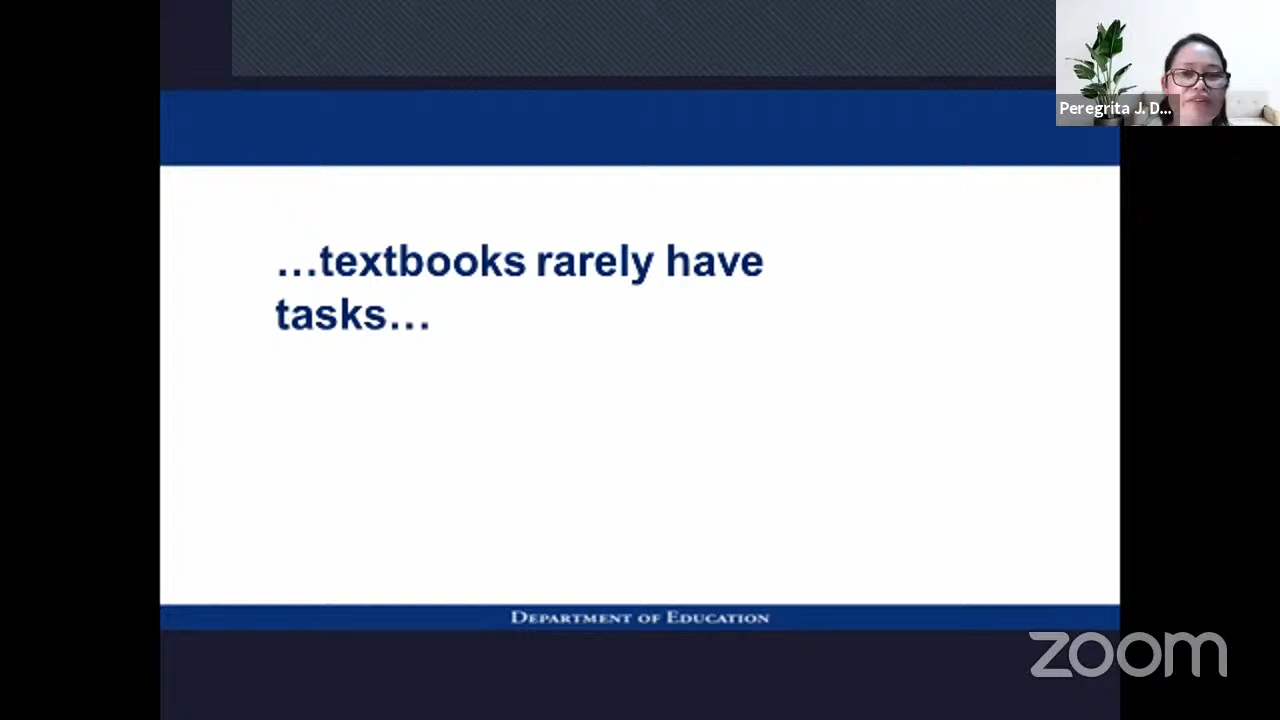 Peregrita J. D...
…textbooks rarely have
tasks…
DEPARTMENT OF EDUCATION
zoom